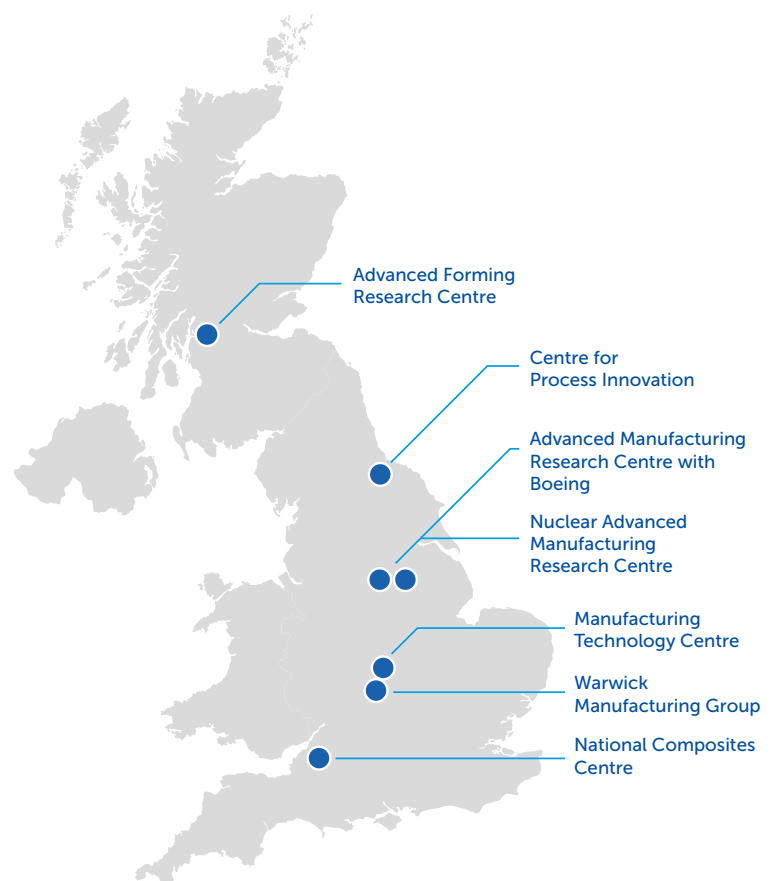 Advanced Forming
Research Centre
Centre for
Process Innovation
Advanced Manufacturing
Research Centre with
Boeing
Nuclear Advanced
Manufacturing
Research Centre
Manufacturing
Technology Centre
Warwick
Manufacturing Group
National Composites
Centre